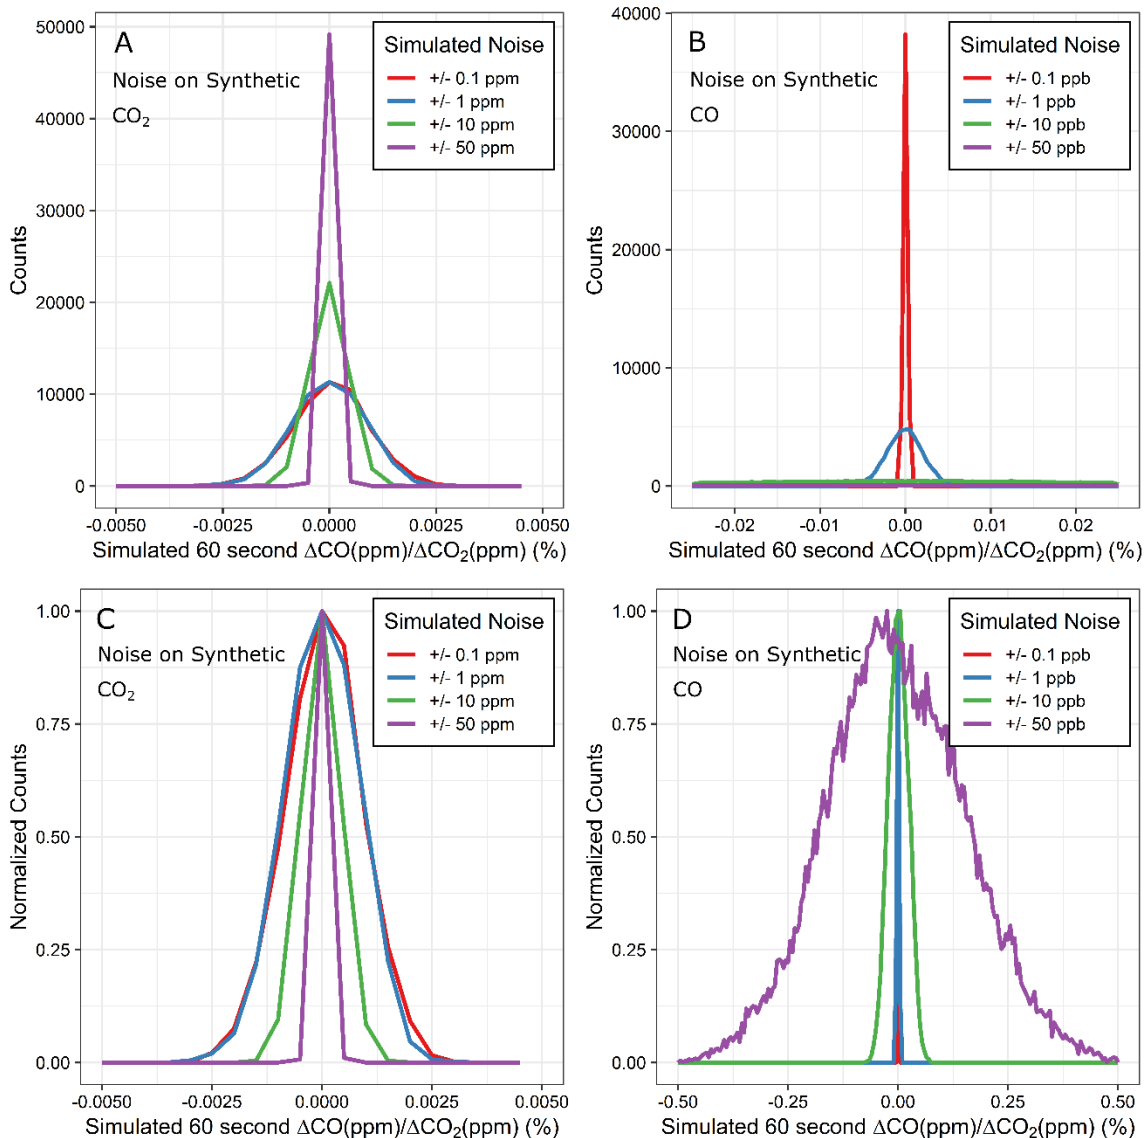 A
Noise on Synthetic
CO₂
Simulated Noise
+/- 0.1 ppm
+/- 1 ppm
+/- 10 ppm
+/- 50 ppm
50000
40000
30000
20000
10000
0
Counts
-0.0050 -0.0025 0.0000 0.0025 0.0050
Simulated 60 second ΔCO(ppm)/ΔCO₂(ppm) (%)
B
Noise on Synthetic
CO
Simulated Noise
+/- 0.1 ppb
+/- 1 ppb
+/- 10 ppb
+/- 50 ppb
40000
30000
20000
10000
0
Counts
-0.02 -0.01 0.00 0.01 0.02
Simulated 60 second ΔCO(ppm)/ΔCO₂(ppm) (%)
C
Noise on Synthetic
CO₂
Simulated Noise
+/- 0.1 ppm
+/- 1 ppm
+/- 10 ppm
+/- 50 ppm
1.00
0.75
0.50
0.25
0.00
Normalized Counts
-0.0050 -0.0025 0.0000 0.0025 0.0050
Simulated 60 second ΔCO(ppm)/ΔCO₂(ppm) (%)
D
Noise on Synthetic
CO
Simulated Noise
+/- 0.1 ppb
+/- 1 ppb
+/- 10 ppb
+/- 50 ppb
1.00
0.75
0.50
0.25
0.00
Normalized Counts
-0.50 -0.25 0.00 0.25 0.50
Simulated 60 second ΔCO(ppm)/ΔCO₂(ppm) (%)